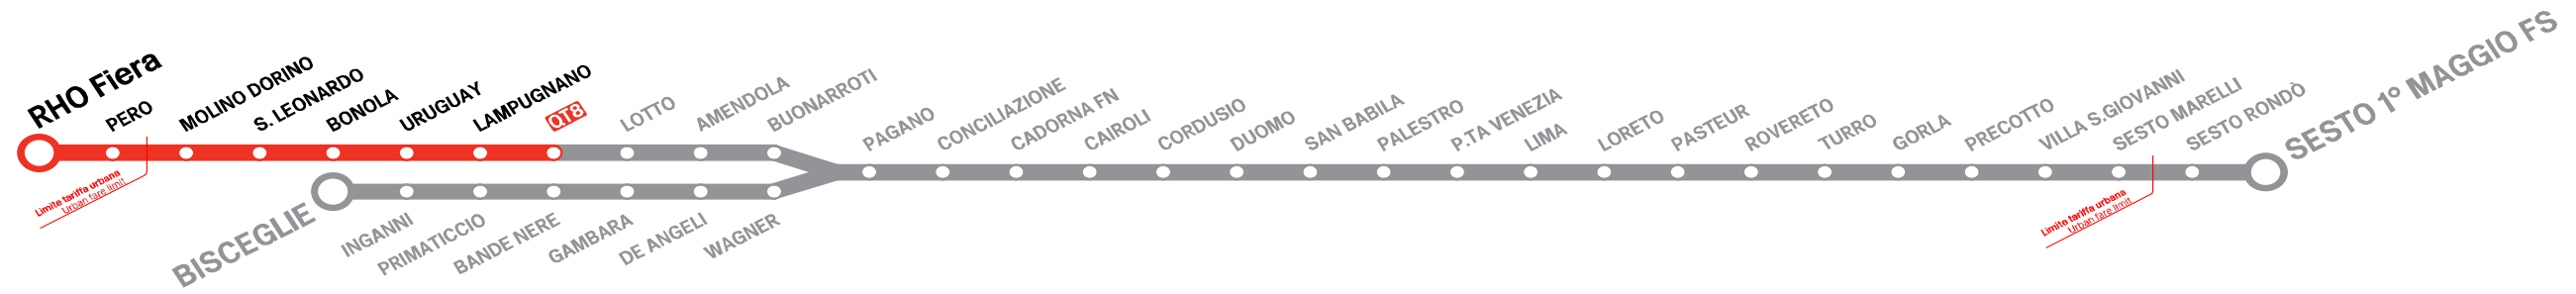 RHO Fiera
PERO
MOLINO DORINO
S. LEONARDO
BONOLA
URUGUAY
LAMPUGNANO
QT8
LOTTO
AMENDOLA
BUONARROTI
PAGANO
CONCILIAZIONE
CADORNA FN
CAIROLI
CORDUSIO
DUOMO
SAN BABILA
PALESTRO
P.TA VENEZIA
LIMA
LORETO
PASTEUR
ROVERETO
TURRO
GORLA
PRECOTTO
VILLA S.GIOVANNI
SESTO MARELLI
SESTO RONDÒ
SESTO 1° MAGGIO FS
Limite tariffa urbana
Urban fare limit
BISCEGLIE
INGANNI
PRIMATICCIO
BANDE NERE
GAMBARA
DE ANGELI
WAGNER
Limite tariffa urbana
Urban fare limit